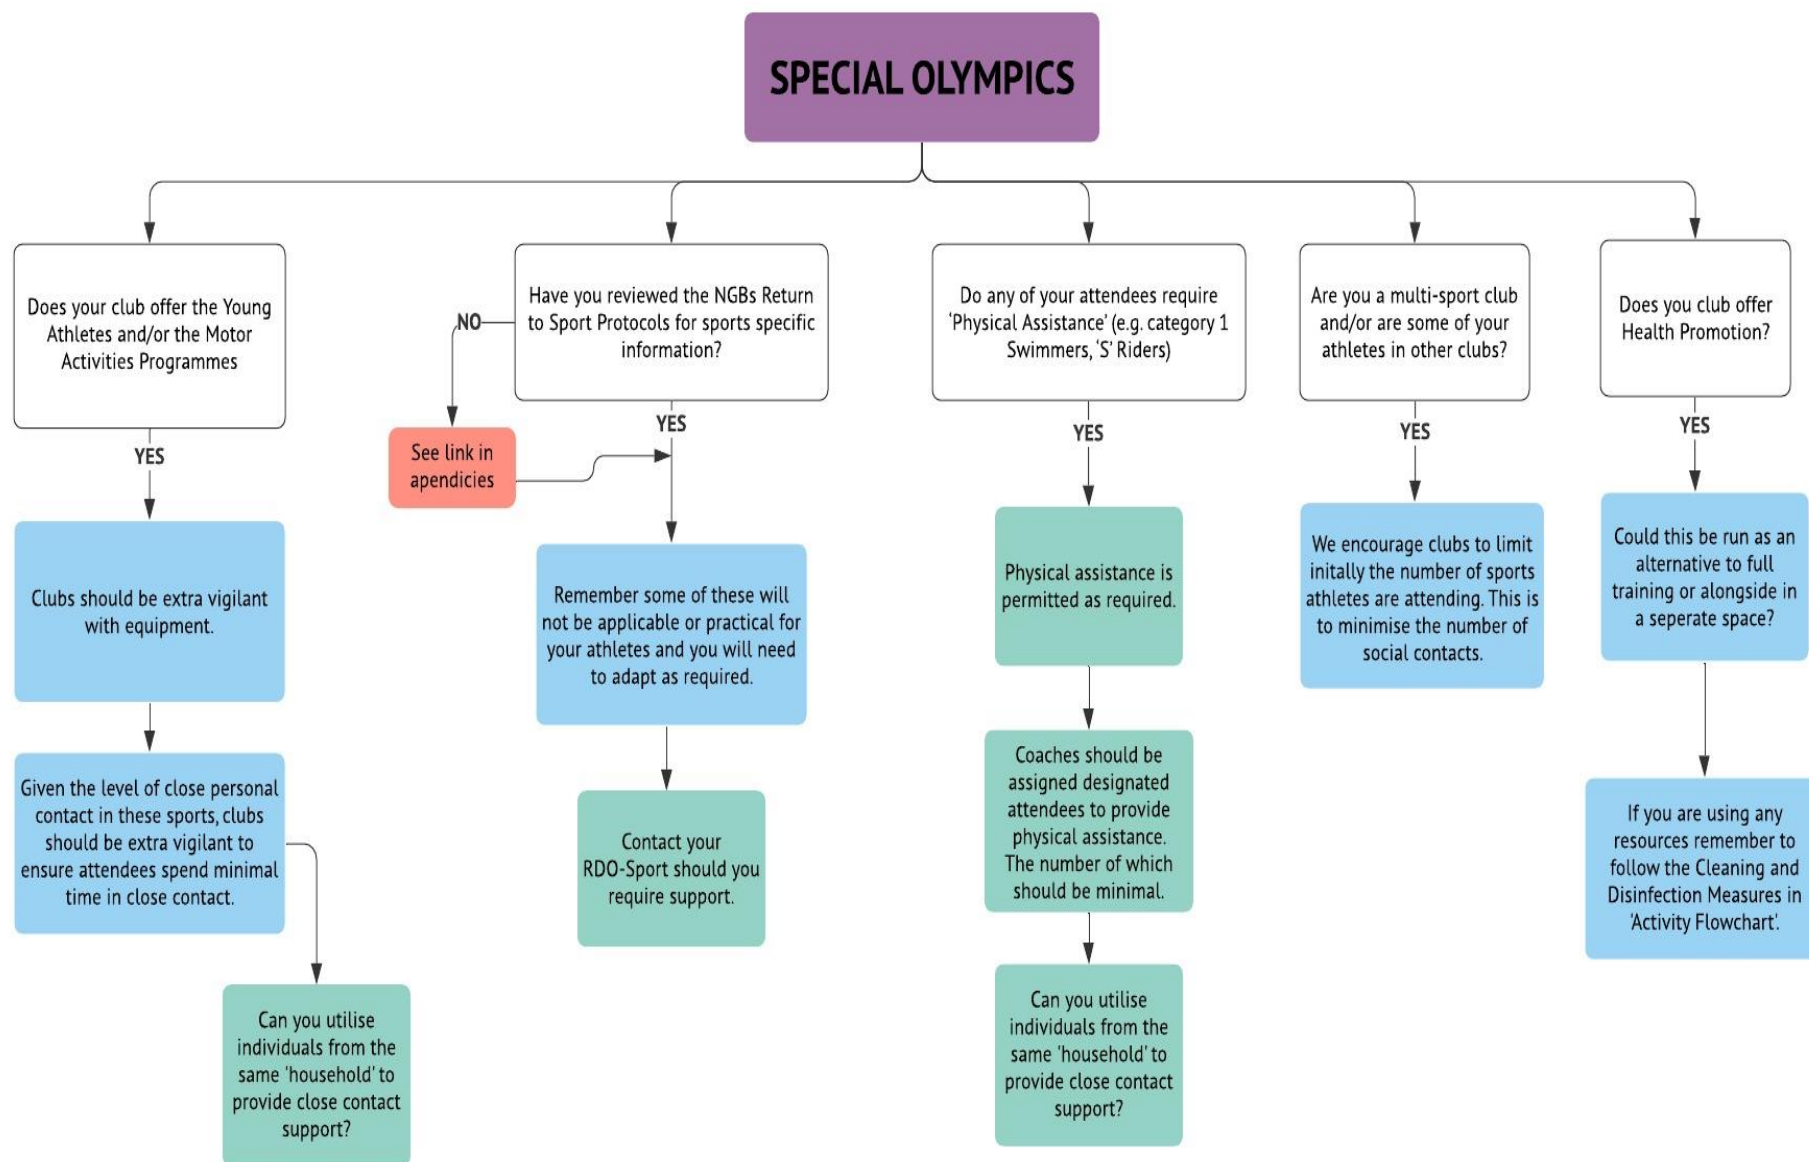 SPECIAL OLYMPICS
Does your club offer the Young
Athletes and/or the Motor
Activities Programmes
YES
Clubs should be extra vigilant
with equipment.
Given the level of close personal
contact in these sports, clubs
should be extra vigilant to
ensure attendees spend minimal
time in close contact.
Can you utilise
individuals from the
same 'household' to
provide close contact
support?
Have you reviewed the NGBs Return
to Sport Protocols for sports specific
information?
NO
See link in
apendicies
YES
Remember some of these will
not be applicable or practical for
your athletes and you will need
to adapt as required.
Contact your
RDO-Sport should you
require support.
Do any of your attendees require
'Physical Assistance' (e.g. category 1
Swimmers, 'S' Riders)
YES
Physical assistance is
permitted as required.
Coaches should be
assigned designated
attendees to provide
physical assistance.
The number of which
should be minimal.
Can you utilise
individuals from the
same 'household' to
provide close contact
support?
Are you a multi-sport club
and/or are some of your
athletes in other clubs?
YES
We encourage clubs to limit
initally the number of sports
athletes are attending. This is
to minimise the number of
social contacts.
Does you club offer
Health Promotion?
YES
Could this be run as an
alternative to full
training or alongside in
a seperate space?
If you are using any
resources remember to
follow the Cleaning and
Disinfection Measures in
'Activity Flowchart'.